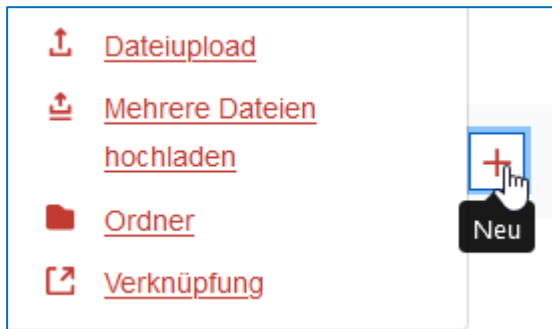 Dateiupload
Mehrere Dateien
hochladen
Ordner
Verknüpfung
Neu